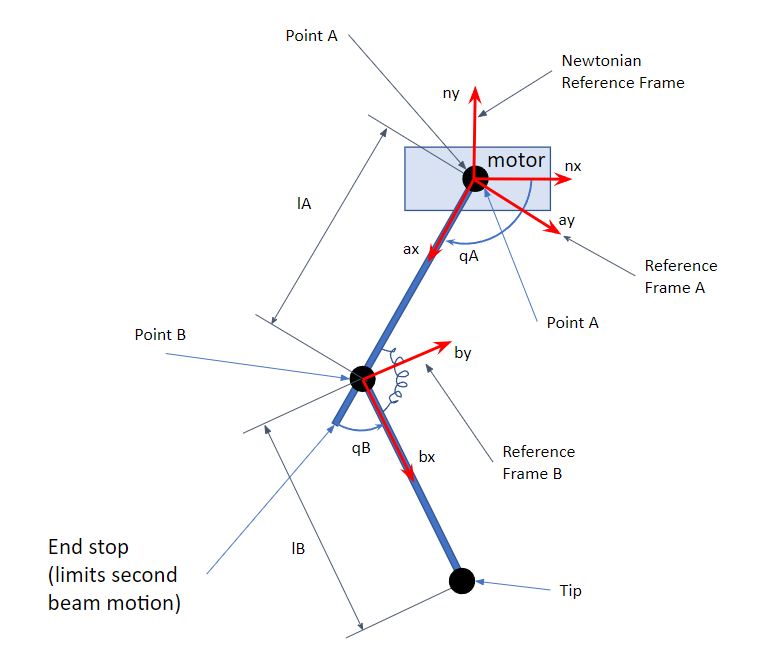 Point A
Newtonian
Reference Frame
ny
motor
nx
lA
ay
ax
qA
Reference
Frame A
Point A
Point B
by
qB
bx
Reference
Frame B
End stop
(limits second
beam motion)
lB
Tip